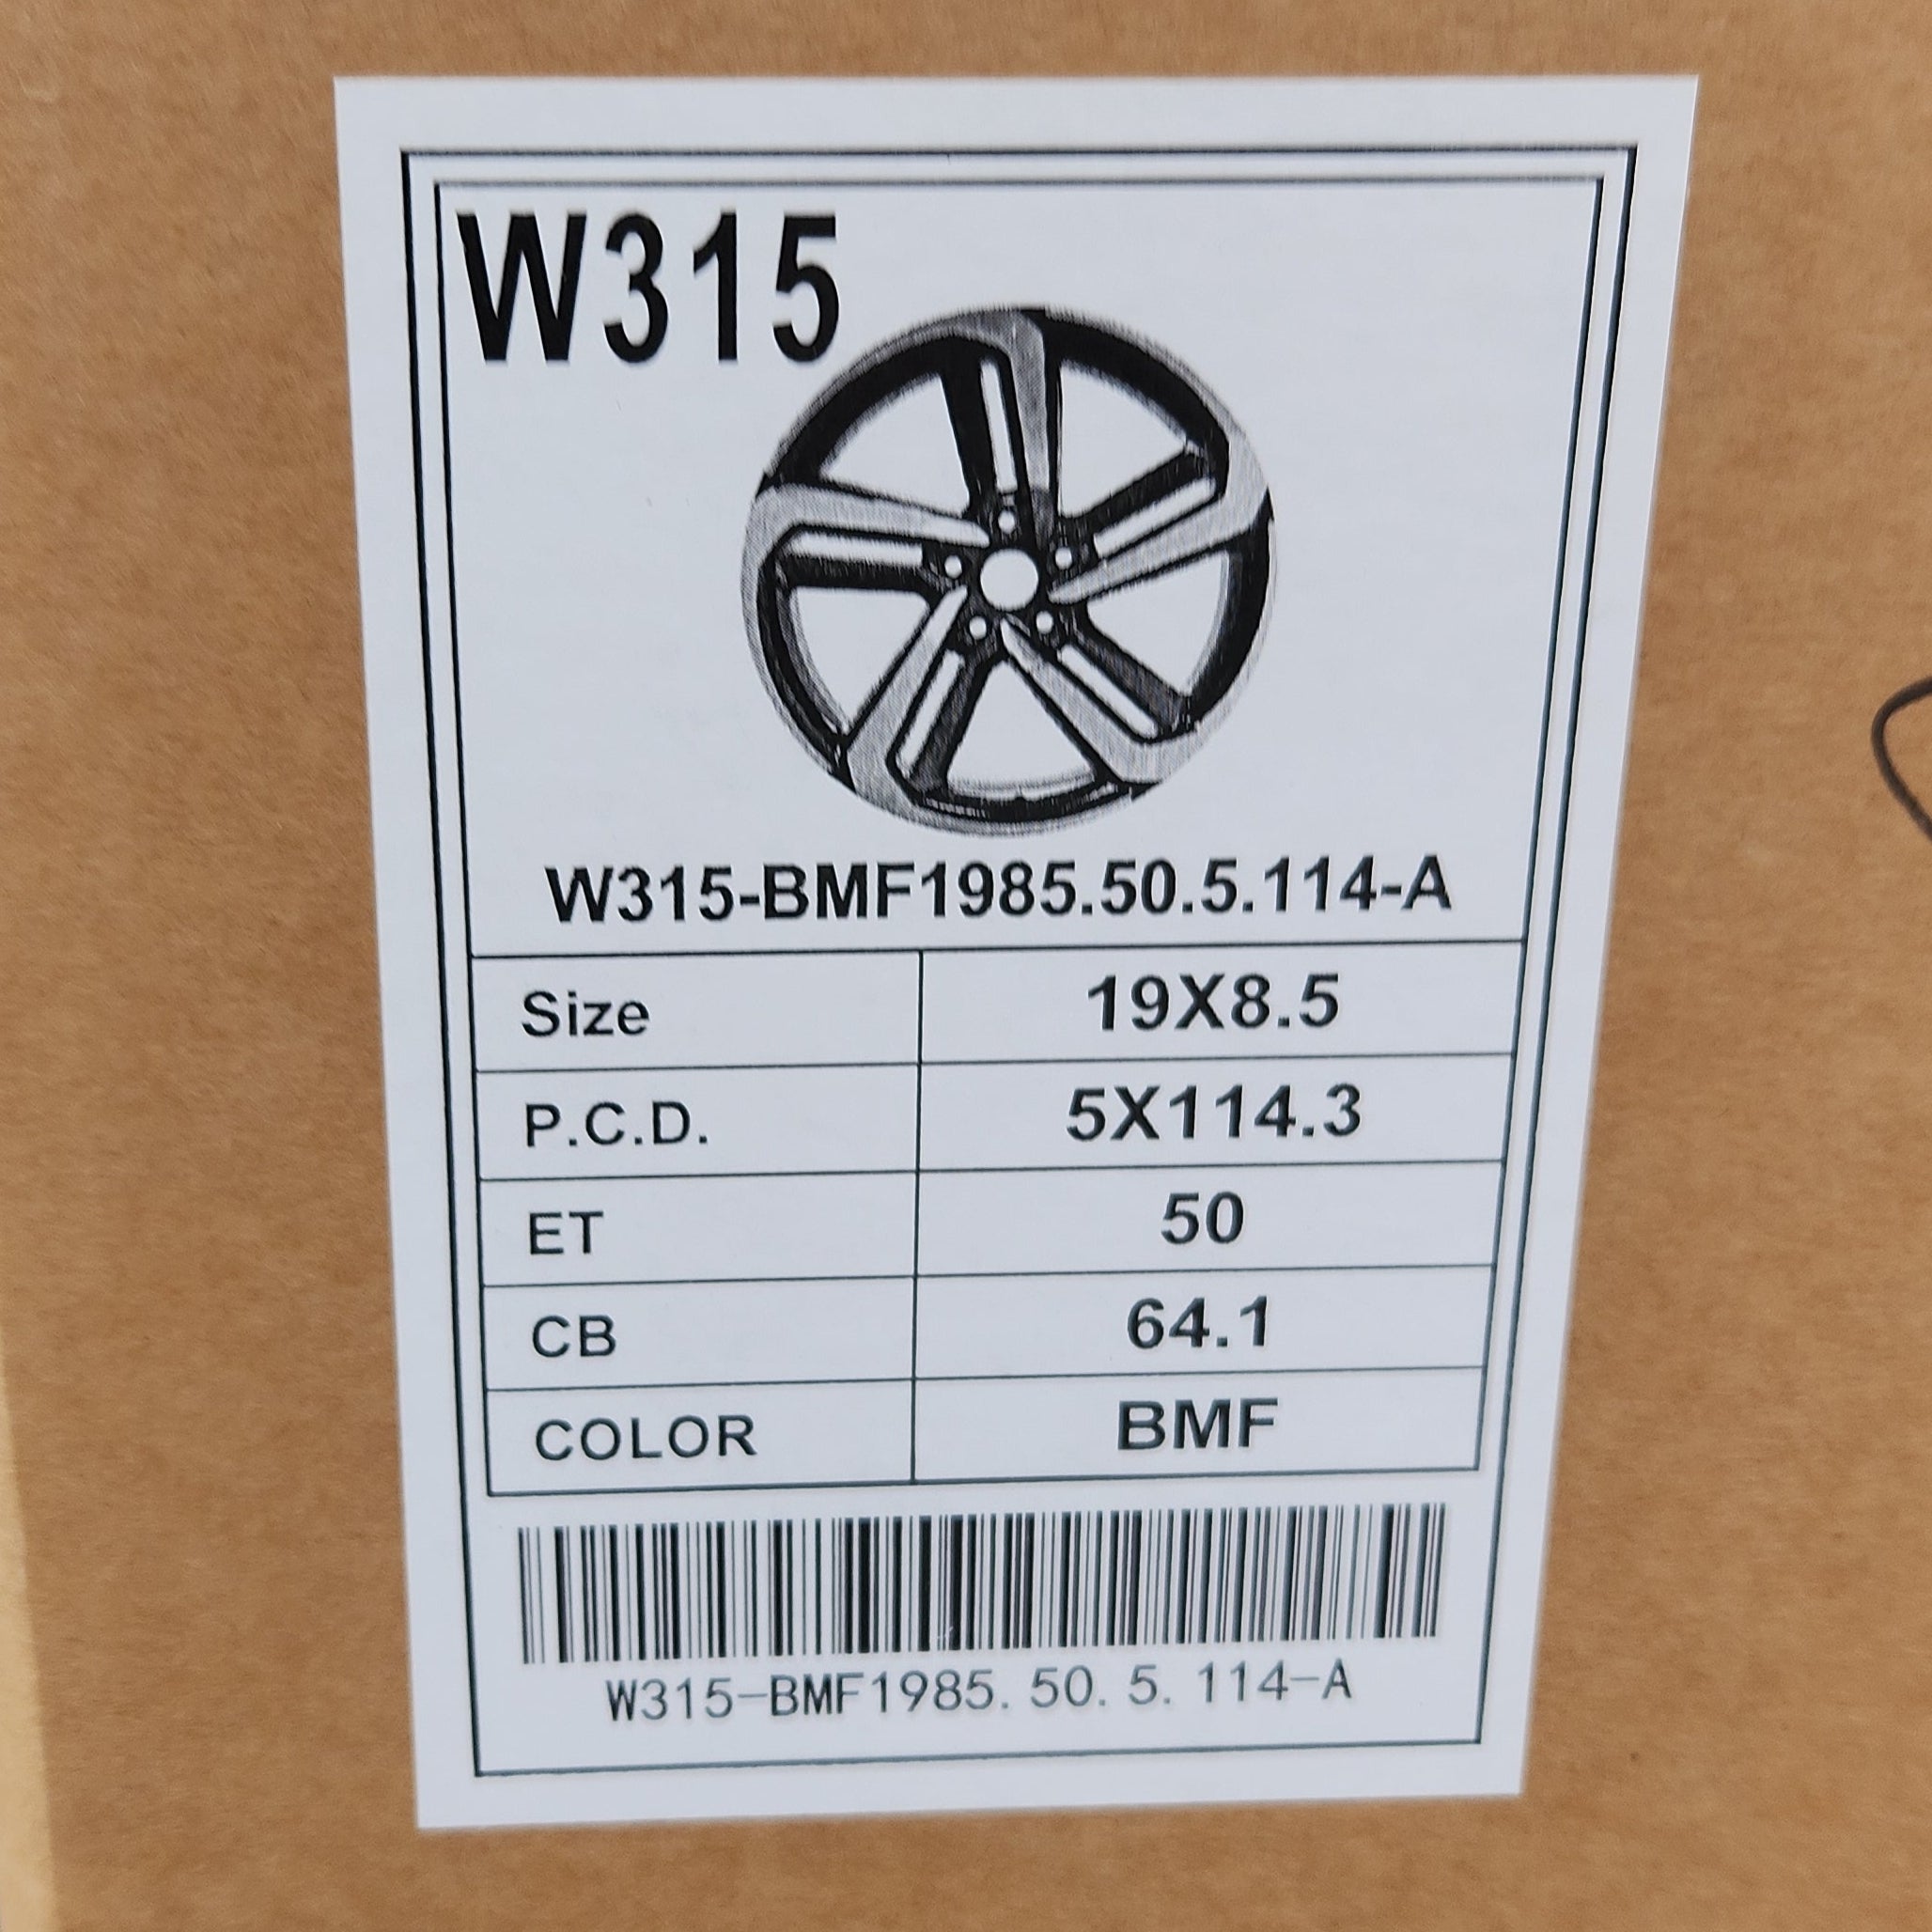 W315
W315-BMF1985.50.5.114-A
Size 19X8.5
P.C.D. 5X114.3
ET 50
CB 64.1
COLOR BMF
W315-BMF1985.50.5.114-A